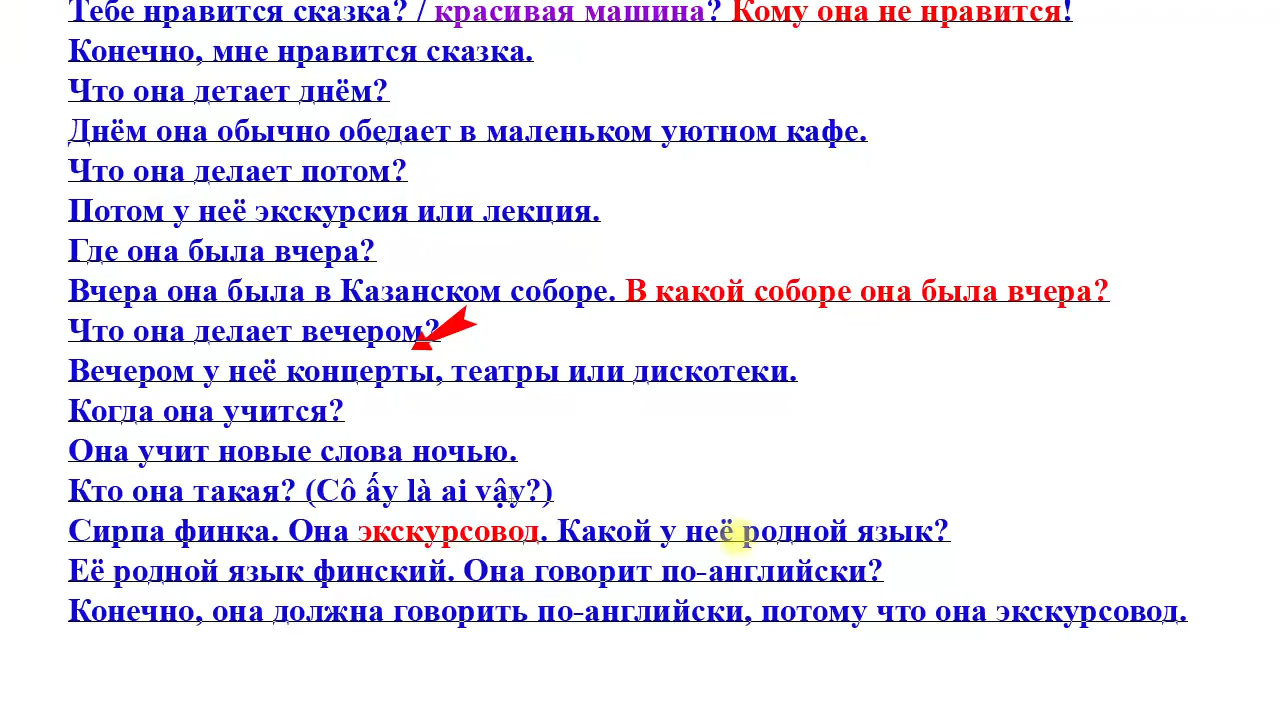 Тебе нравится сказка? / красивая машина? Кому она не нравится!
Конечно, мне нравится сказка.
Что она детает днём?
Днём она обычно обедает в маленьком уютном кафе.
Что она делает потом?
Потом у неё экскурсия или лекция.
Где она была вчера?
Вчера она была в Казанском соборе. В какой соборе она была вчера?
Что она делает вечером?
Вечером у неё концерты, театры или дискотеки.
Когда она учится?
Она учит новые слова ночью.
Кто она такая? (Cô ấy là ai vậy?)
Сирпа финка. Она экскурсовод. Какой у неё родной язык?
Её родной язык финский. Она говорит по-английски?
Конечно, она должна говорить по-английски, потому что она экскурсовод.